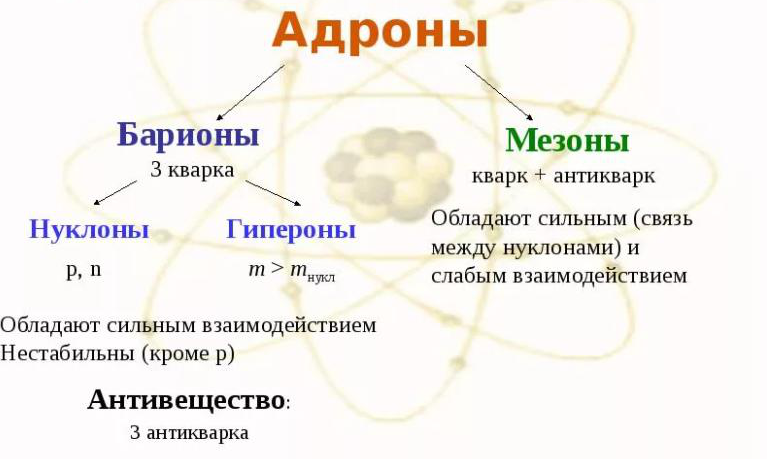 Адроны
Барионы
3 кварка
Нуклоны
p, n
Гипероны
m > mнукл
Обладают сильным взаимодействием
Нестабильны (кроме p)
Антивещество:
3 антикварка
Мезоны
кварк + антикварк
Обладают сильным (связь
между нуклонами) и
слабым взаимодействием